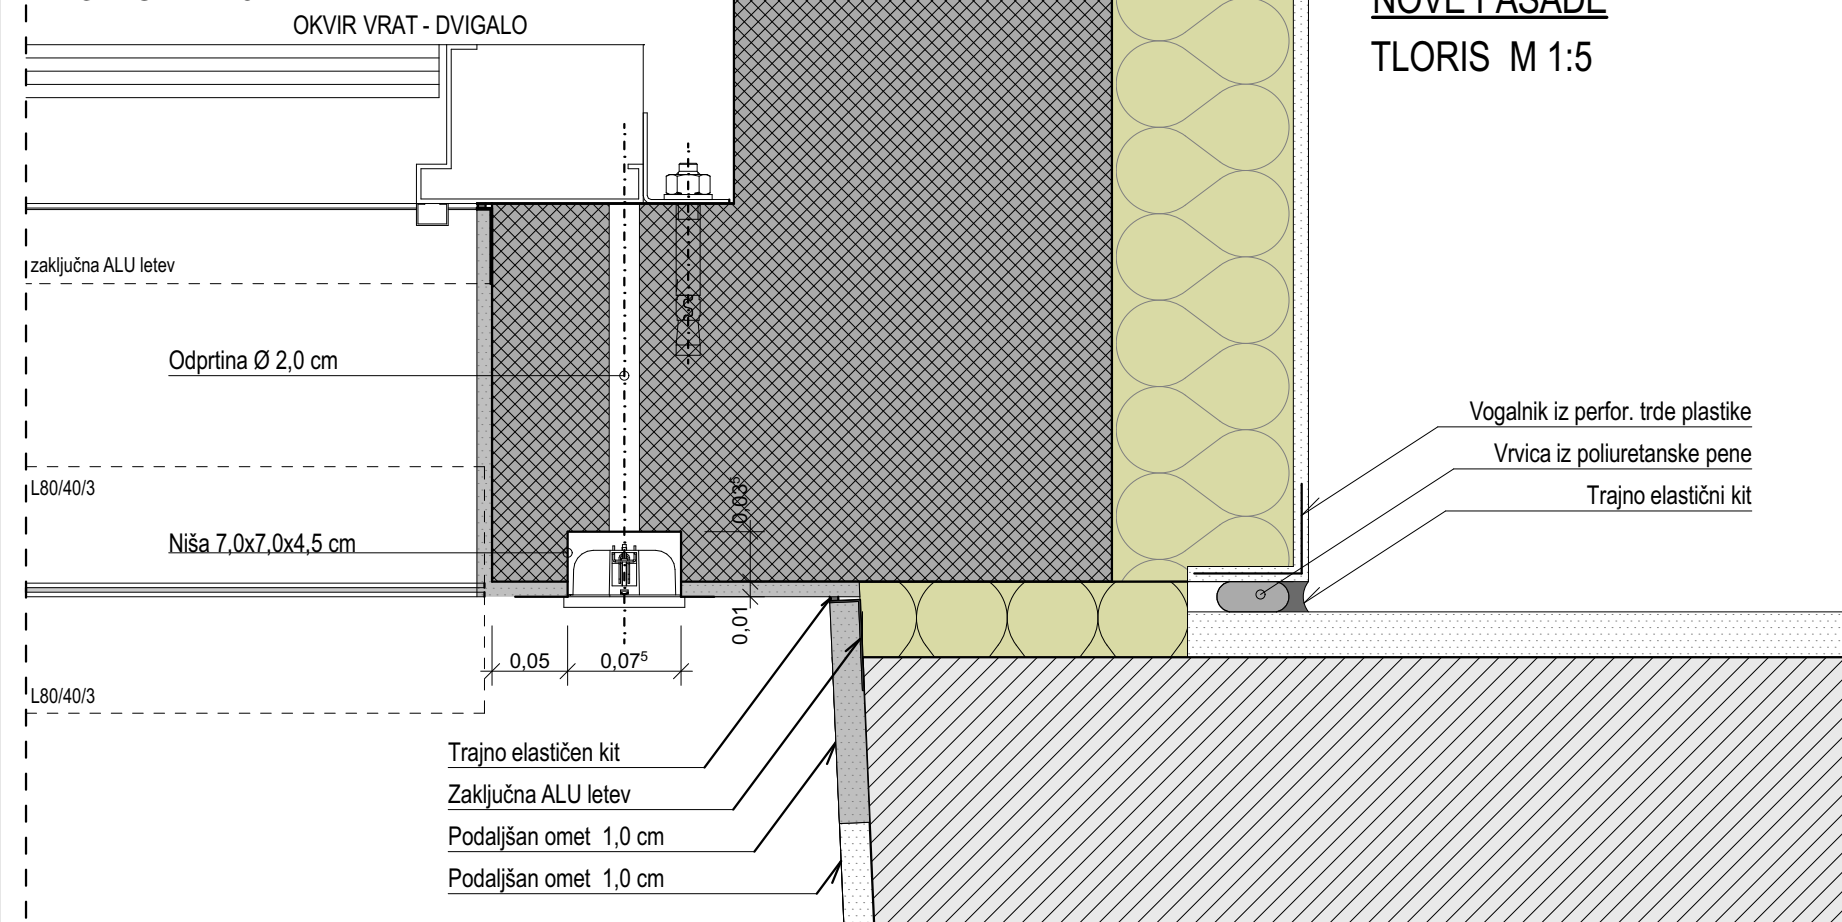 OKVIR VRAT - DVIGALO
NOVE FASADE
TLORIS M 1:5
zaključna ALU letev
Odprtina Ø 2,0 cm
L80/40/3
Niša 7,0x7,0x4,5 cm
0,03⁵
0,01
0,05
0,07⁵
L80/40/3
Vogalnik iz perfor. trde plastike
Vrvica iz poliuretanske pene
Trajno elastični kit
Trajno elastičen kit
Zaključna ALU letev
Podaljšan omet 1,0 cm
Podaljšan omet 1,0 cm